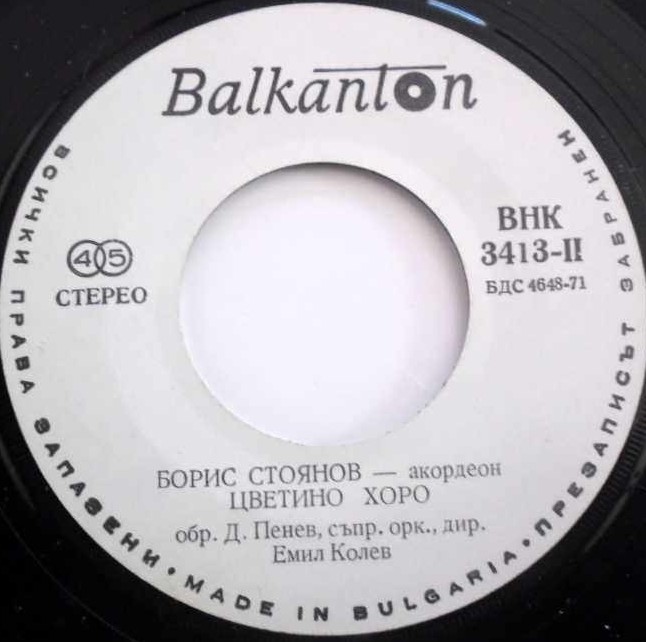 Balkanton
ВНК
3413-II
БДС 4648-71
45
СТЕРЕО
БОРИС СТОЯНОВ — акордеон
ЦВЕТИНО ХОРО
обр. Д. Пенев, съпр. орк., дир.
Емил Колев
ВСИЧКИ ПРАВА ЗАПАЗЕНИ • MADE IN BULGARIA • ПРЕЗАПИСЪТ ЗАБРАНЕН